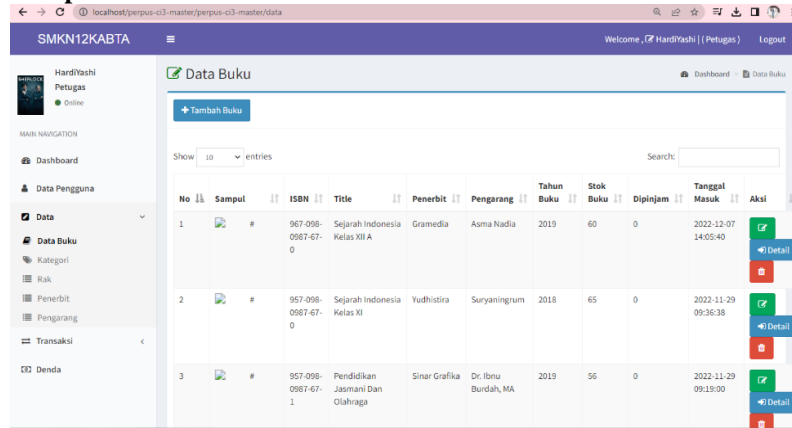 localhost/perpus-ci3-master/perpus-ci3-master/data
SMKN12KABTA
Welcome , HardiYashi | ( Petugas )
Logout
HardiYashi
Petugas
Online
MAIN NAVIGATION
Dashboard
Data Pengguna
Data
Data Buku
Kategori
Rak
Penerbit
Pengarang
Transaksi
Denda
Data Buku
Dashboard
Data Buku
+ Tambah Buku
Show 10 entries
Search:
No Sampul ISBN Title Penerbit Pengarang Tahun Buku Stok Buku Dipinjam Tanggal Masuk Aksi
1 # 967-098- Sejarah Indonesia Gramedia Asma Nadia 2019 60 0 2022-12-07
0987-67- Kelas XII A 14:05:40
0
Detail
2 # 957-098- Sejarah Indonesia Yudhistira Suryaningrum 2018 65 0 2022-11-29
0987-67- Kelas XI 09:36:38
0
Detail
3 # 957-098- Pendidikan Sinar Grafika Dr. Ibnu 2019 56 0 2022-11-29
0987-67- Jasmani Dan Burdah, MA 09:19:00
1 Olahraga
Detail